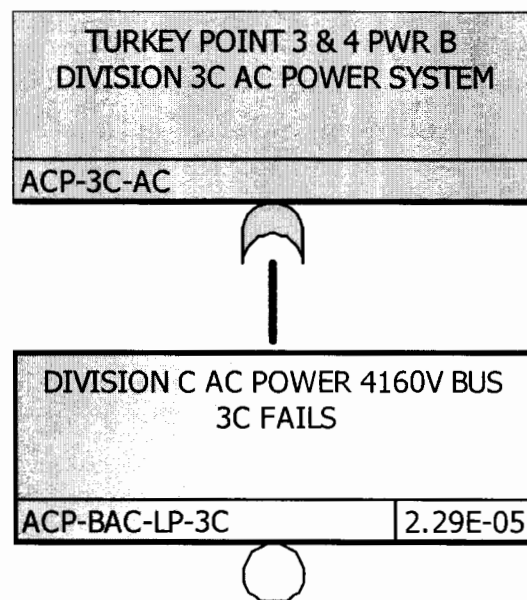 TURKEY POINT 3 & 4 PWR B
DIVISION 3C AC POWER SYSTEM
ACP-3C-AC
DIVISION C AC POWER 4160V BUS
3C FAILS
ACP-BAC-LP-3C 2.29E-05